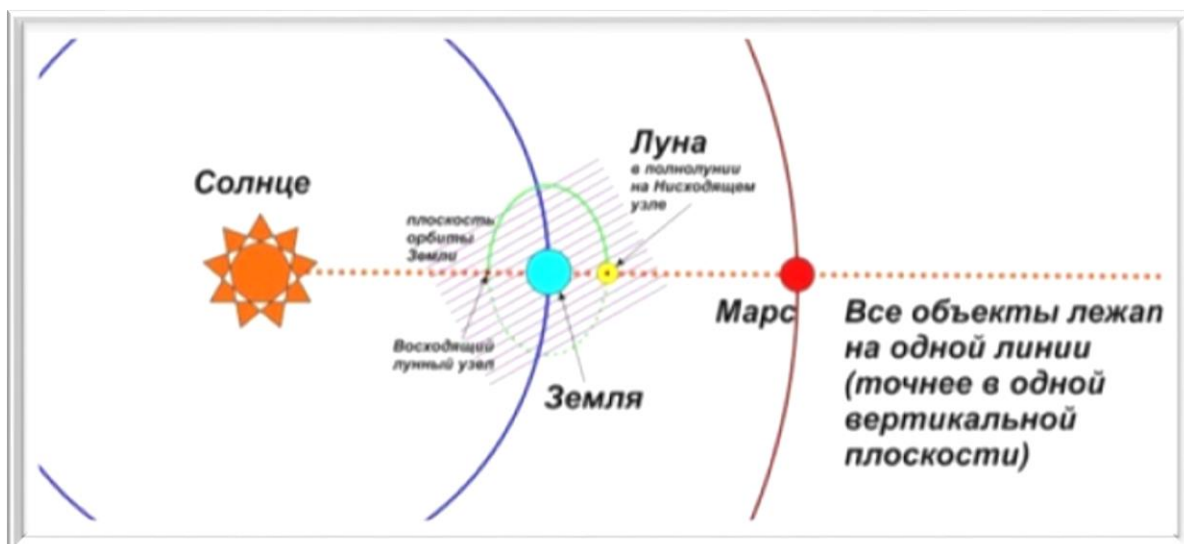 Солнце
плоскость
орбиты
Земли
Восходящий
лунный узел
Луна
в полнолунии
на Нисходящем
узле
Земля
Марс
Все объекты лежап
на одной линии
(точнее в одной
вертикальной
плоскости)